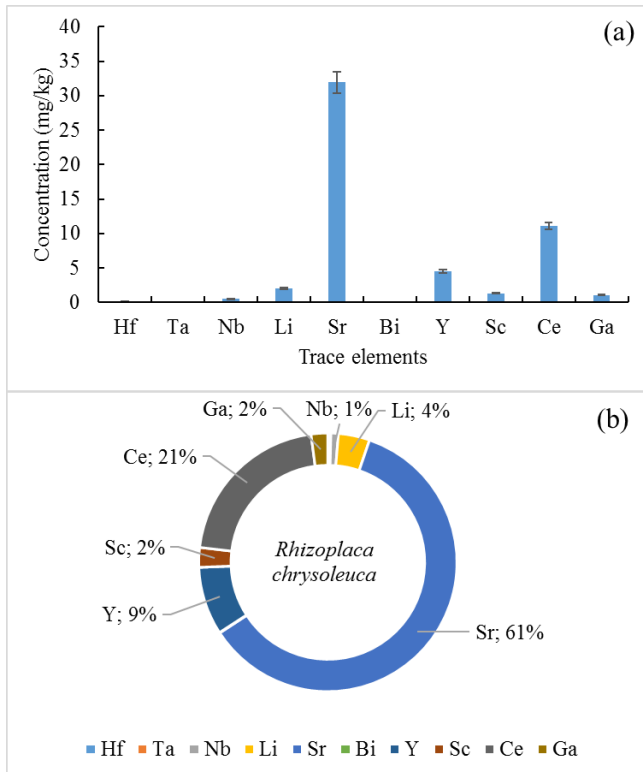 (a)
Concentration (mg/kg)
40
35
30
25
20
15
10
5
0
Hf Ta Nb Li Sr Bi Y Sc Ce Ga
Trace elements
(b)
Ga; 2% Nb; 1% Li; 4%
Ce; 21%
Sc; 2%
Y; 9%
Sr; 61%
Rhizoplaca
chrysoleuca
Hf Ta Nb Li Sr Bi Y Sc Ce Ga